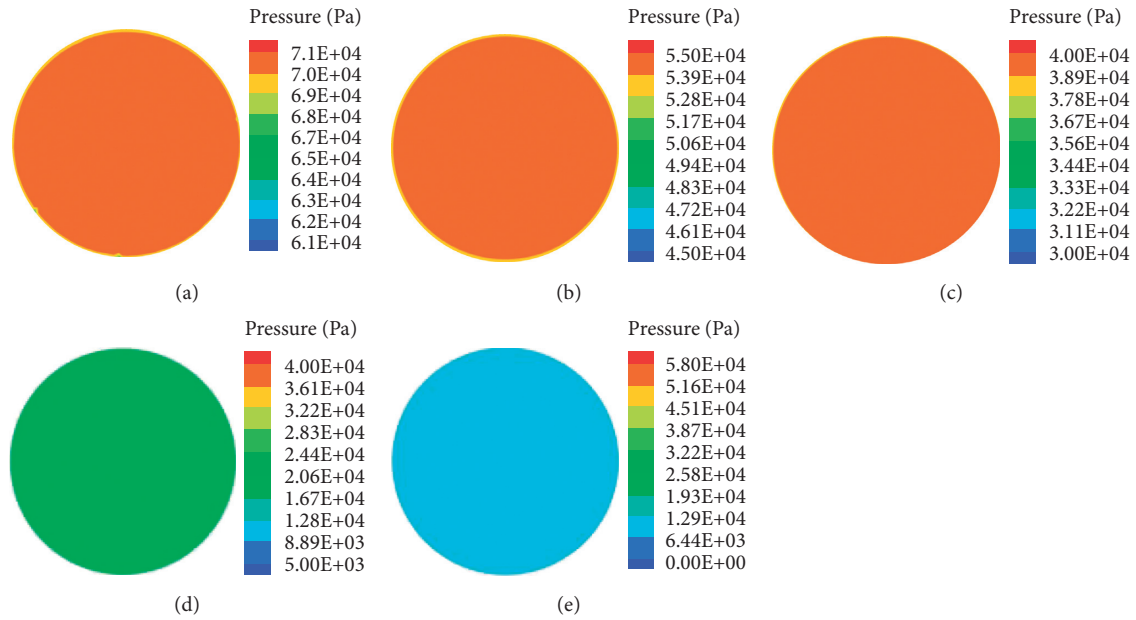 Pressure (Pa)
7.1E+04
7.0E+04
6.9E+04
6.8E+04
6.7E+04
6.5E+04
6.4E+04
6.3E+04
6.2E+04
6.1E+04
(a)
Pressure (Pa)
5.50E+04
5.39E+04
5.28E+04
5.17E+04
5.06E+04
4.94E+04
4.83E+04
4.72E+04
4.61E+04
4.50E+04
(b)
Pressure (Pa)
4.00E+04
3.89E+04
3.78E+04
3.67E+04
3.56E+04
3.44E+04
3.33E+04
3.22E+04
3.11E+04
3.00E+04
(c)
Pressure (Pa)
4.00E+04
3.61E+04
3.22E+04
2.83E+04
2.44E+04
2.06E+04
1.67E+04
1.28E+04
8.89E+03
5.00E+03
(d)
Pressure (Pa)
5.80E+04
5.16E+04
4.51E+04
3.87E+04
3.22E+04
2.58E+04
1.93E+04
1.29E+04
6.44E+03
0.00E+00
(e)